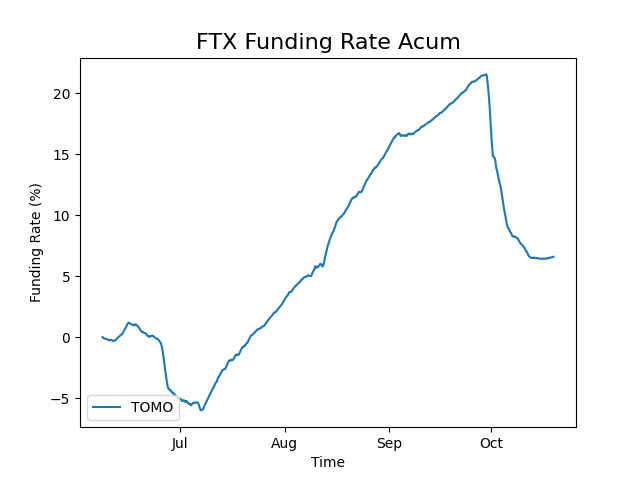 FTX Funding Rate Acum
Funding Rate (%)
20
15
10
5
0
−5
TOMO
Jul
Aug
Sep
Oct
Time